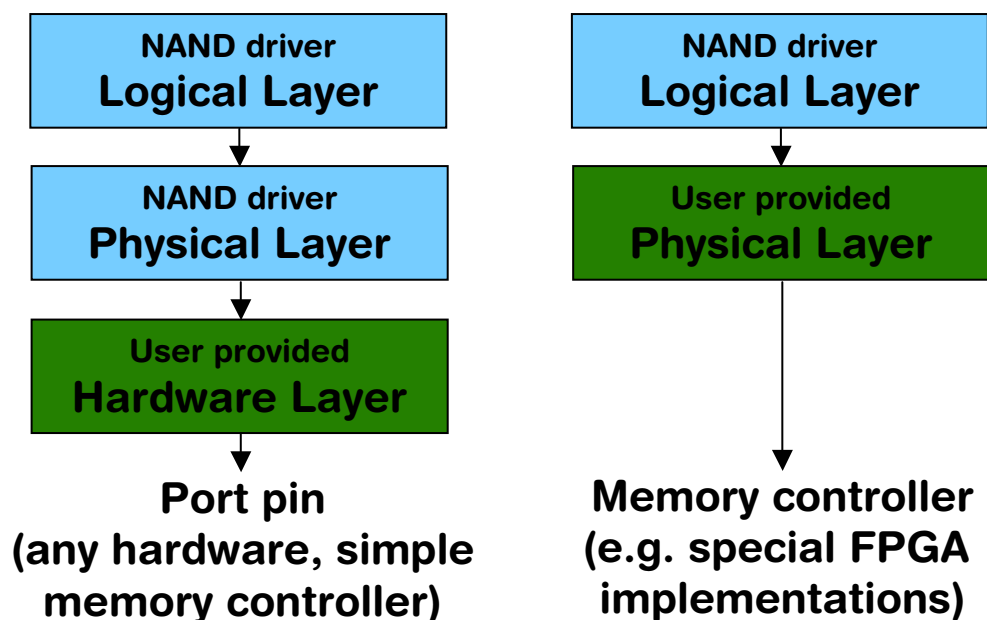 NAND driver
Logical Layer
NAND driver
Physical Layer
User provided
Hardware Layer
Port pin
(any hardware, simple
memory controller)
NAND driver
Logical Layer
User provided
Physical Layer
Memory controller
(e.g. special FPGA
implementations)